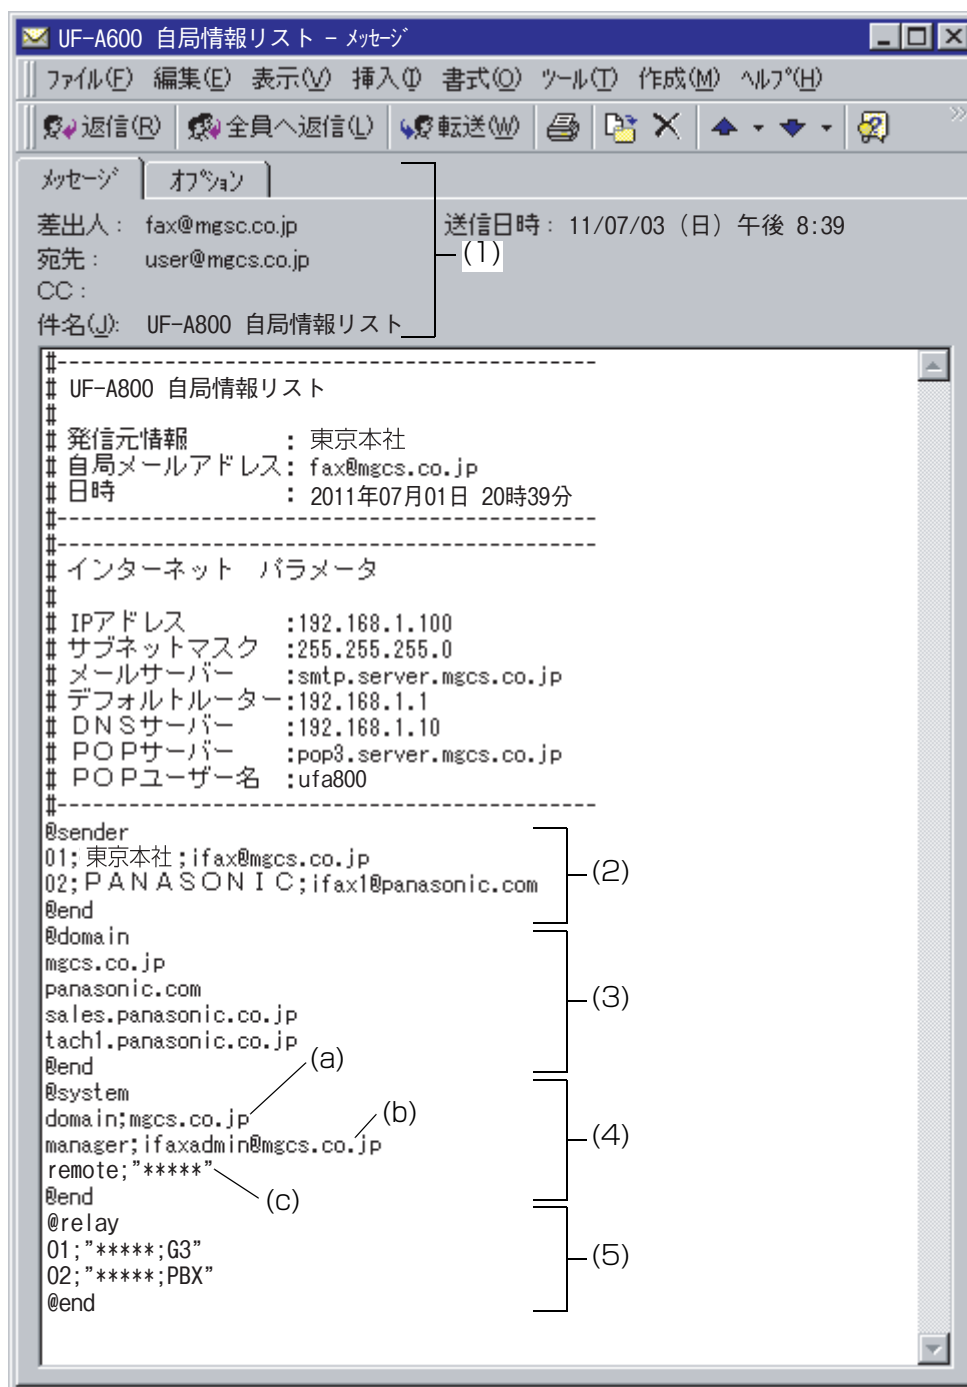 UF-A600 自局情報リスト - メッセージ
ファイル(F) 編集(E) 表示(V) 挿入(I) 書式(O) ツール(T) 作成(M) ヘルプ(H)
返信(R) 全員へ返信(L) 転送(W)
メッセージ オプション
差出人： fax@mgsc.co.jp 送信日時： 11/07/03（日）午後 8:39
宛先： user@mgcs.co.jp (1)
CC：
件名(J): UF-A800 自局情報リスト
#--------------------------------------------
# UF-A800 自局情報リスト
#
# 発信元情報 : 東京本社
# 自局メールアドレス: fax@mgcs.co.jp
# 日時 : 2011年07月01日 20時39分
#--------------------------------------------
#--------------------------------------------
# インターネット パラメータ
#
# IPアドレス :192.168.1.100
# サブネットマスク :255.255.255.0
# メールサーバー :smtp.server.mgcs.co.jp
# デフォルトルーター:192.168.1.1
# ＤＮＳサーバー :192.168.1.10
# ＰＯＰサーバー :pop3.server.mgcs.co.jp
# ＰＯＰユーザー名 :ufa800
#--------------------------------------------
@sender
01;東京本社;ifax@mgcs.co.jp
02;ＰＡＮＡＳＯＮＩＣ;ifax1@panasonic.com (2)
@end
@domain
mgcs.co.jp
panasonic.com (3)
sales.panasonic.co.jp
tach1.panasonic.co.jp
@end (a)
@system
domain;mgcs.co.jp (b)
manager;ifaxadmin@mgcs.co.jp (4)
remote;"*****"
@end (c)
@relay
01;"*****;G3" (5)
02;"*****;PBX"
@end